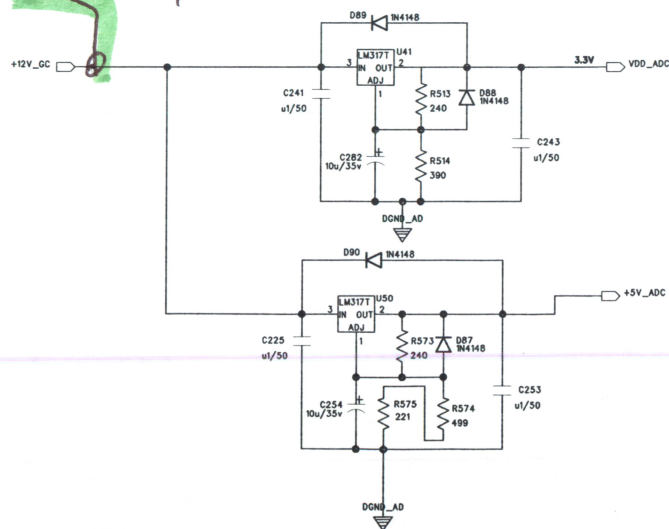 D89 1N4148
+12V_GC
LM317T U41
3 IN OUT 2
ADJ
1
3.3V
VDD_ADC
C241
u1/50
R513
240
D88
1N4148
C243
u1/50
C282
10u/35v
+
R514
390
DGND_AD
D90 1N4148
LM317T U50
3 IN OUT 2
ADJ
1
+5V_ADC
C225
u1/50
R573
240
D87
1N4148
C253
u1/50
C254
10u/35v
+
R575
221
R574
499
DGND_AD